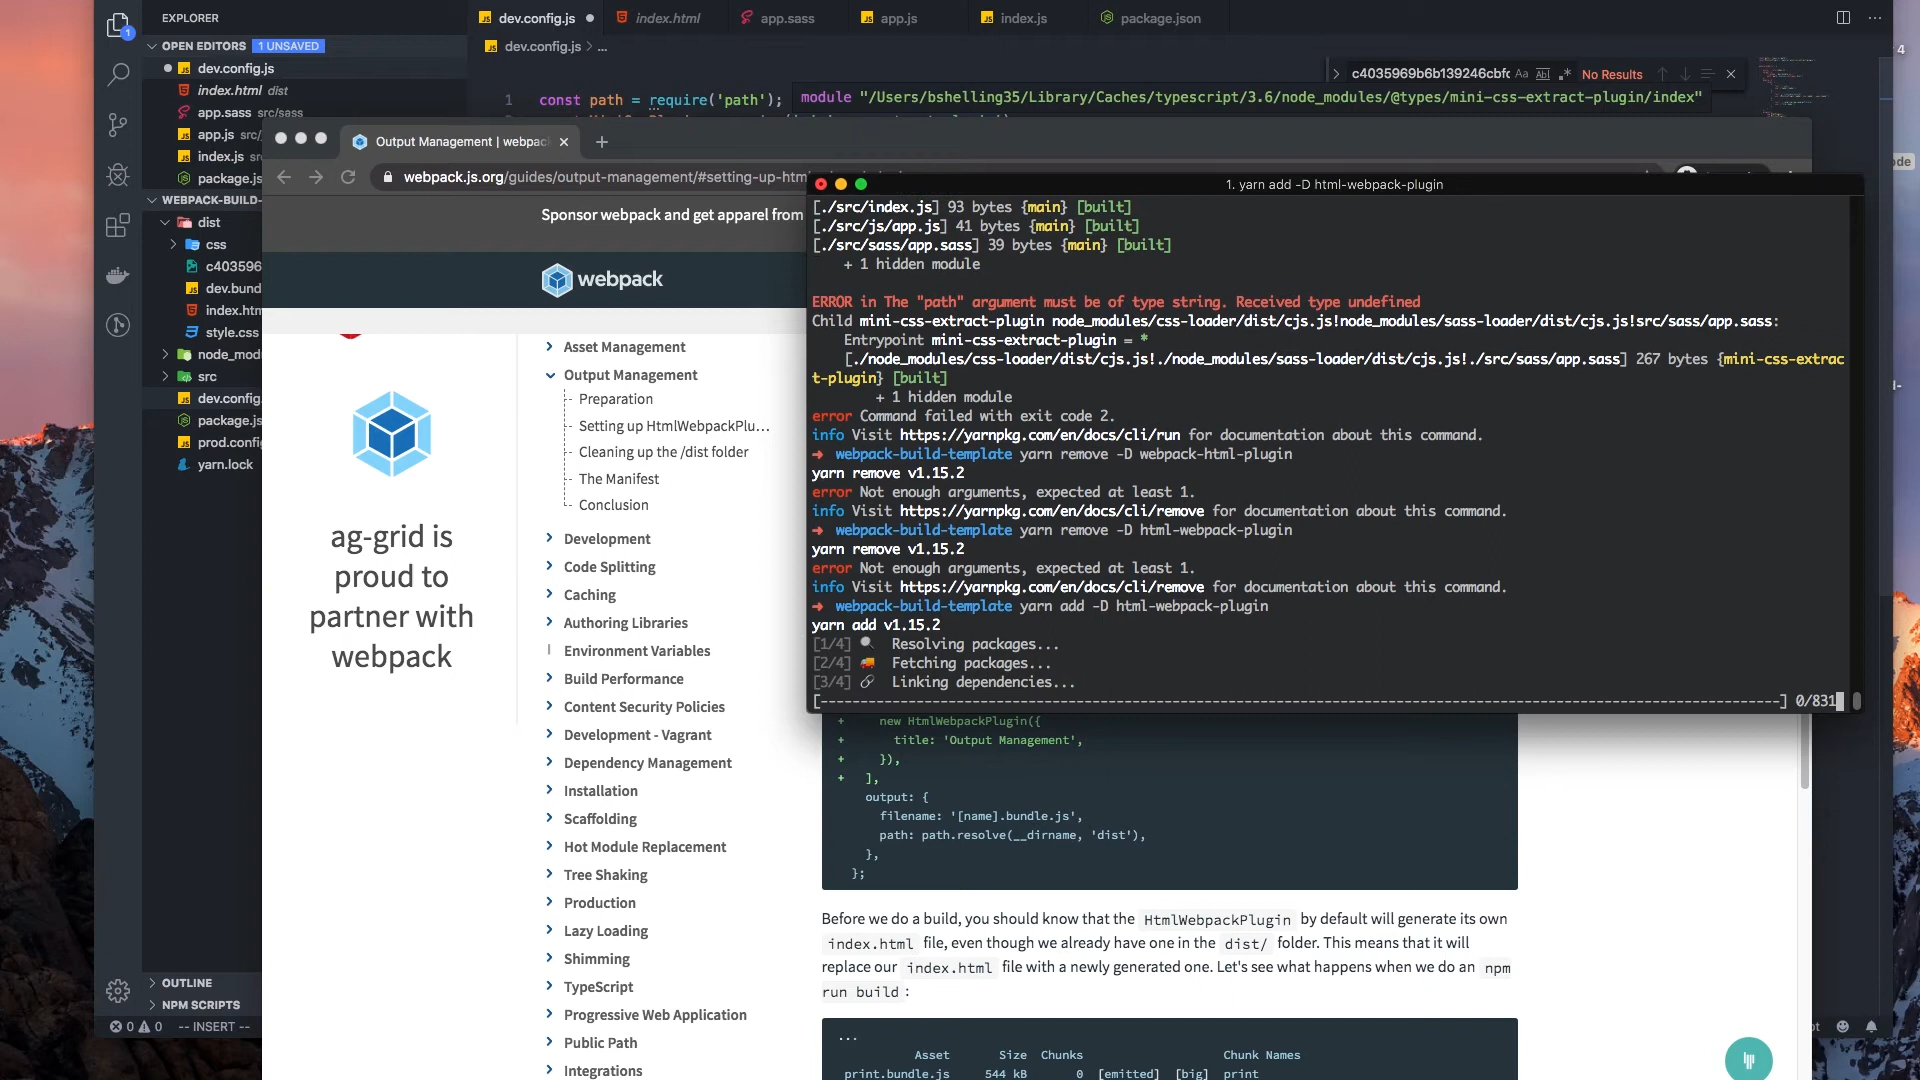 EXPLORER
OPEN EDITORS 1 UNSAVED
dev.config.js
index.html dist
app.sass src/sass
app.js src/
index.js sr
package.js
WEBPACK-BUILD-
dist
css
c403596
dev.bund
index.htm
style.css
node_mod
src
dev.config.
package.js
prod.config
yarn.lock
OUTLINE
NPM SCRIPTS
0 0 -- INSERT --
dev.config.js index.html app.sass app.js index.js package.json
dev.config.js > ...
c4035969b6b139246cbfc No Results
1 const path = require('path');
module "/Users/bshelling35/Library/Caches/typescript/3.6/node_modules/@types/mini-css-extract-plugin/index"
Output Management | webpac
webpack.js.org/guides/output-management/#setting-up-htm
Sponsor webpack and get apparel from
webpack
ag-grid is
proud to
partner with
webpack
Asset Management
Output Management
Preparation
Setting up HtmlWebpackPlu...
Cleaning up the /dist folder
The Manifest
Conclusion
Development
Code Splitting
Caching
Authoring Libraries
Environment Variables
Build Performance
Content Security Policies
Development - Vagrant
Dependency Management
Installation
Scaffolding
Hot Module Replacement
Tree Shaking
Production
Lazy Loading
Shimming
TypeScript
Progressive Web Application
Public Path
Integrations
1. yarn add -D html-webpack-plugin
[./src/index.js] 93 bytes {main} [built]
[./src/js/app.js] 41 bytes {main} [built]
[./src/sass/app.sass] 39 bytes {main} [built]
+ 1 hidden module
ERROR in The "path" argument must be of type string. Received type undefined
Child mini-css-extract-plugin node_modules/css-loader/dist/cjs.js!node_modules/sass-loader/dist/cjs.js!src/sass/app.sass:
Entrypoint mini-css-extract-plugin = *
[./node_modules/css-loader/dist/cjs.js!./node_modules/sass-loader/dist/cjs.js!./src/sass/app.sass] 267 bytes {mini-css-extrac
t-plugin} [built]
+ 1 hidden module
error Command failed with exit code 2.
info Visit https://yarnpkg.com/en/docs/cli/run for documentation about this command.
➜ webpack-build-template yarn remove -D webpack-html-plugin
yarn remove v1.15.2
error Not enough arguments, expected at least 1.
info Visit https://yarnpkg.com/en/docs/cli/remove for documentation about this command.
➜ webpack-build-template yarn remove -D html-webpack-plugin
yarn remove v1.15.2
error Not enough arguments, expected at least 1.
info Visit https://yarnpkg.com/en/docs/cli/remove for documentation about this command.
➜ webpack-build-template yarn add -D html-webpack-plugin
yarn add v1.15.2
[1/4] 🔍 Resolving packages...
[2/4] 🚚 Fetching packages...
[3/4] 🔗 Linking dependencies...
[------------------------------------------------------------------------------------------------------------------------] 0/831
+ new HtmlWebpackPlugin({
+ title: 'Output Management',
+ }),
+ ],
output: {
filename: '[name].bundle.js',
path: path.resolve(__dirname, 'dist'),
},
};
Before we do a build, you should know that the HtmlWebpackPlugin by default will generate its own
index.html file, even though we already have one in the dist/ folder. This means that it will
replace our index.html file with a newly generated one. Let's see what happens when we do an npm
run build :
...
Asset Size Chunks Chunk Names
print.bundle.js 544 kB 0 [emitted] [big] print